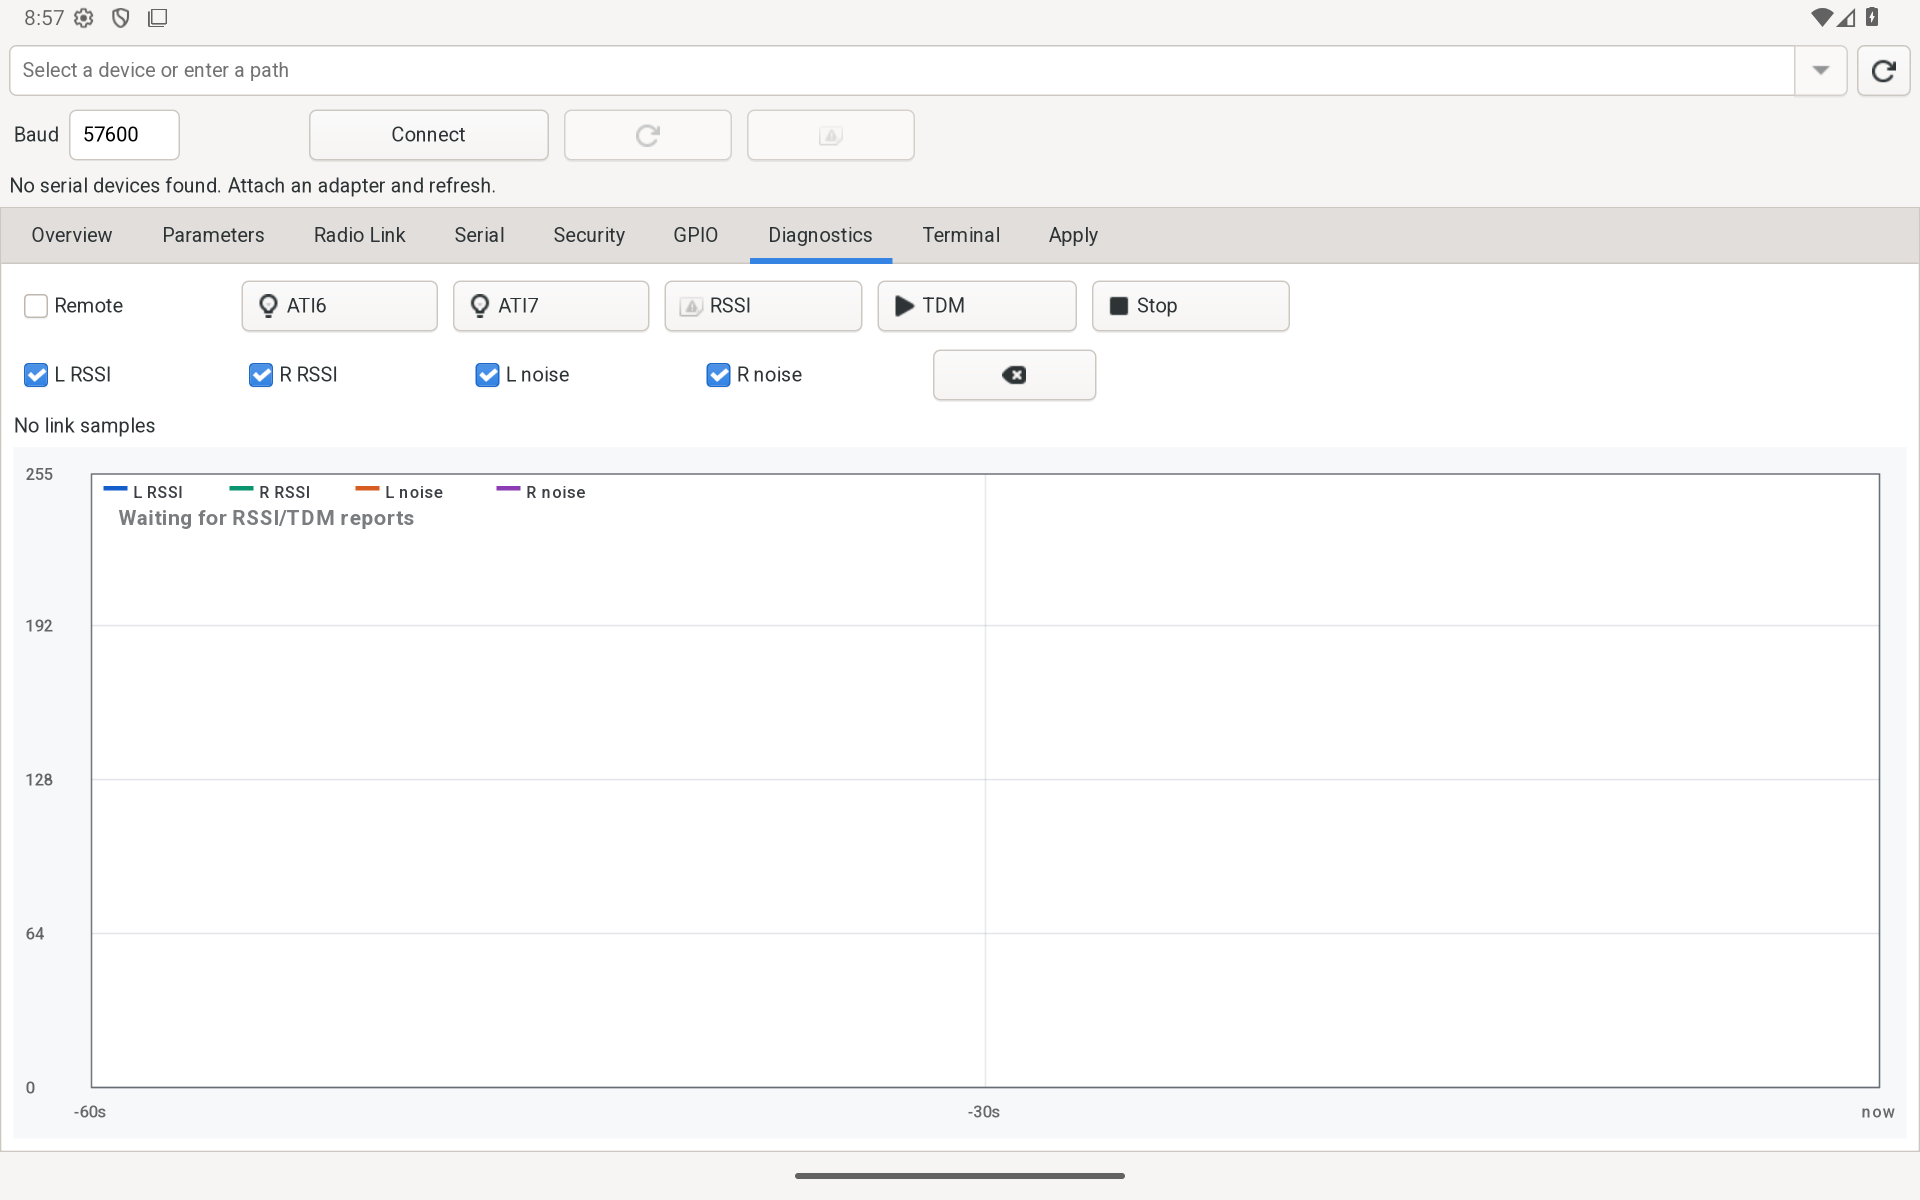 8:57
Select a device or enter a path
Baud 57600 Connect
No serial devices found. Attach an adapter and refresh.
Overview Parameters Radio Link Serial Security GPIO Diagnostics Terminal Apply
Remote ATI6 ATI7 RSSI TDM Stop
L RSSI R RSSI L noise R noise
No link samples
255
L RSSI R RSSI L noise R noise
Waiting for RSSI/TDM reports
192
128
64
0
-60s -30s now